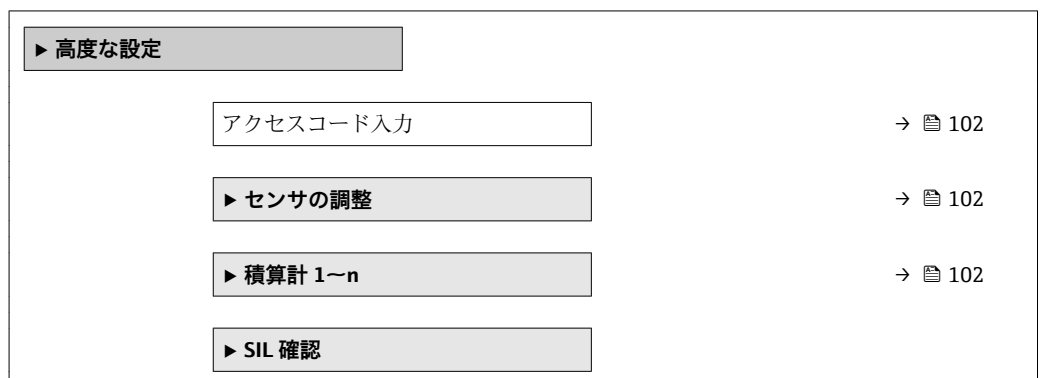 ▶ 高度な設定
アクセスコード入力 → 🖹 102
▶ センサの調整 → 🖹 102
▶ 積算計 1～n → 🖹 102
▶ SIL 確認